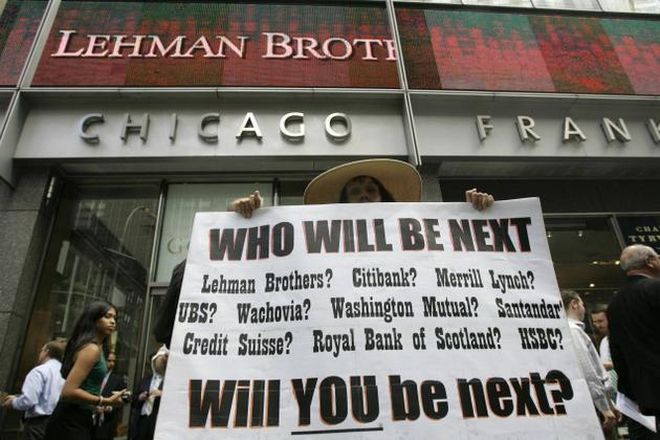 LEHMAN BROT
CHICAGO FRANK
WHO WILL BE NEXT
Lehman Brothers? Citibank? Merrill Lynch?
UBS? Wachovia? Washington Mutual? Santandar
Credit Suisse? Royal Bank of Scotland? HSBC?
Will YOU be next?